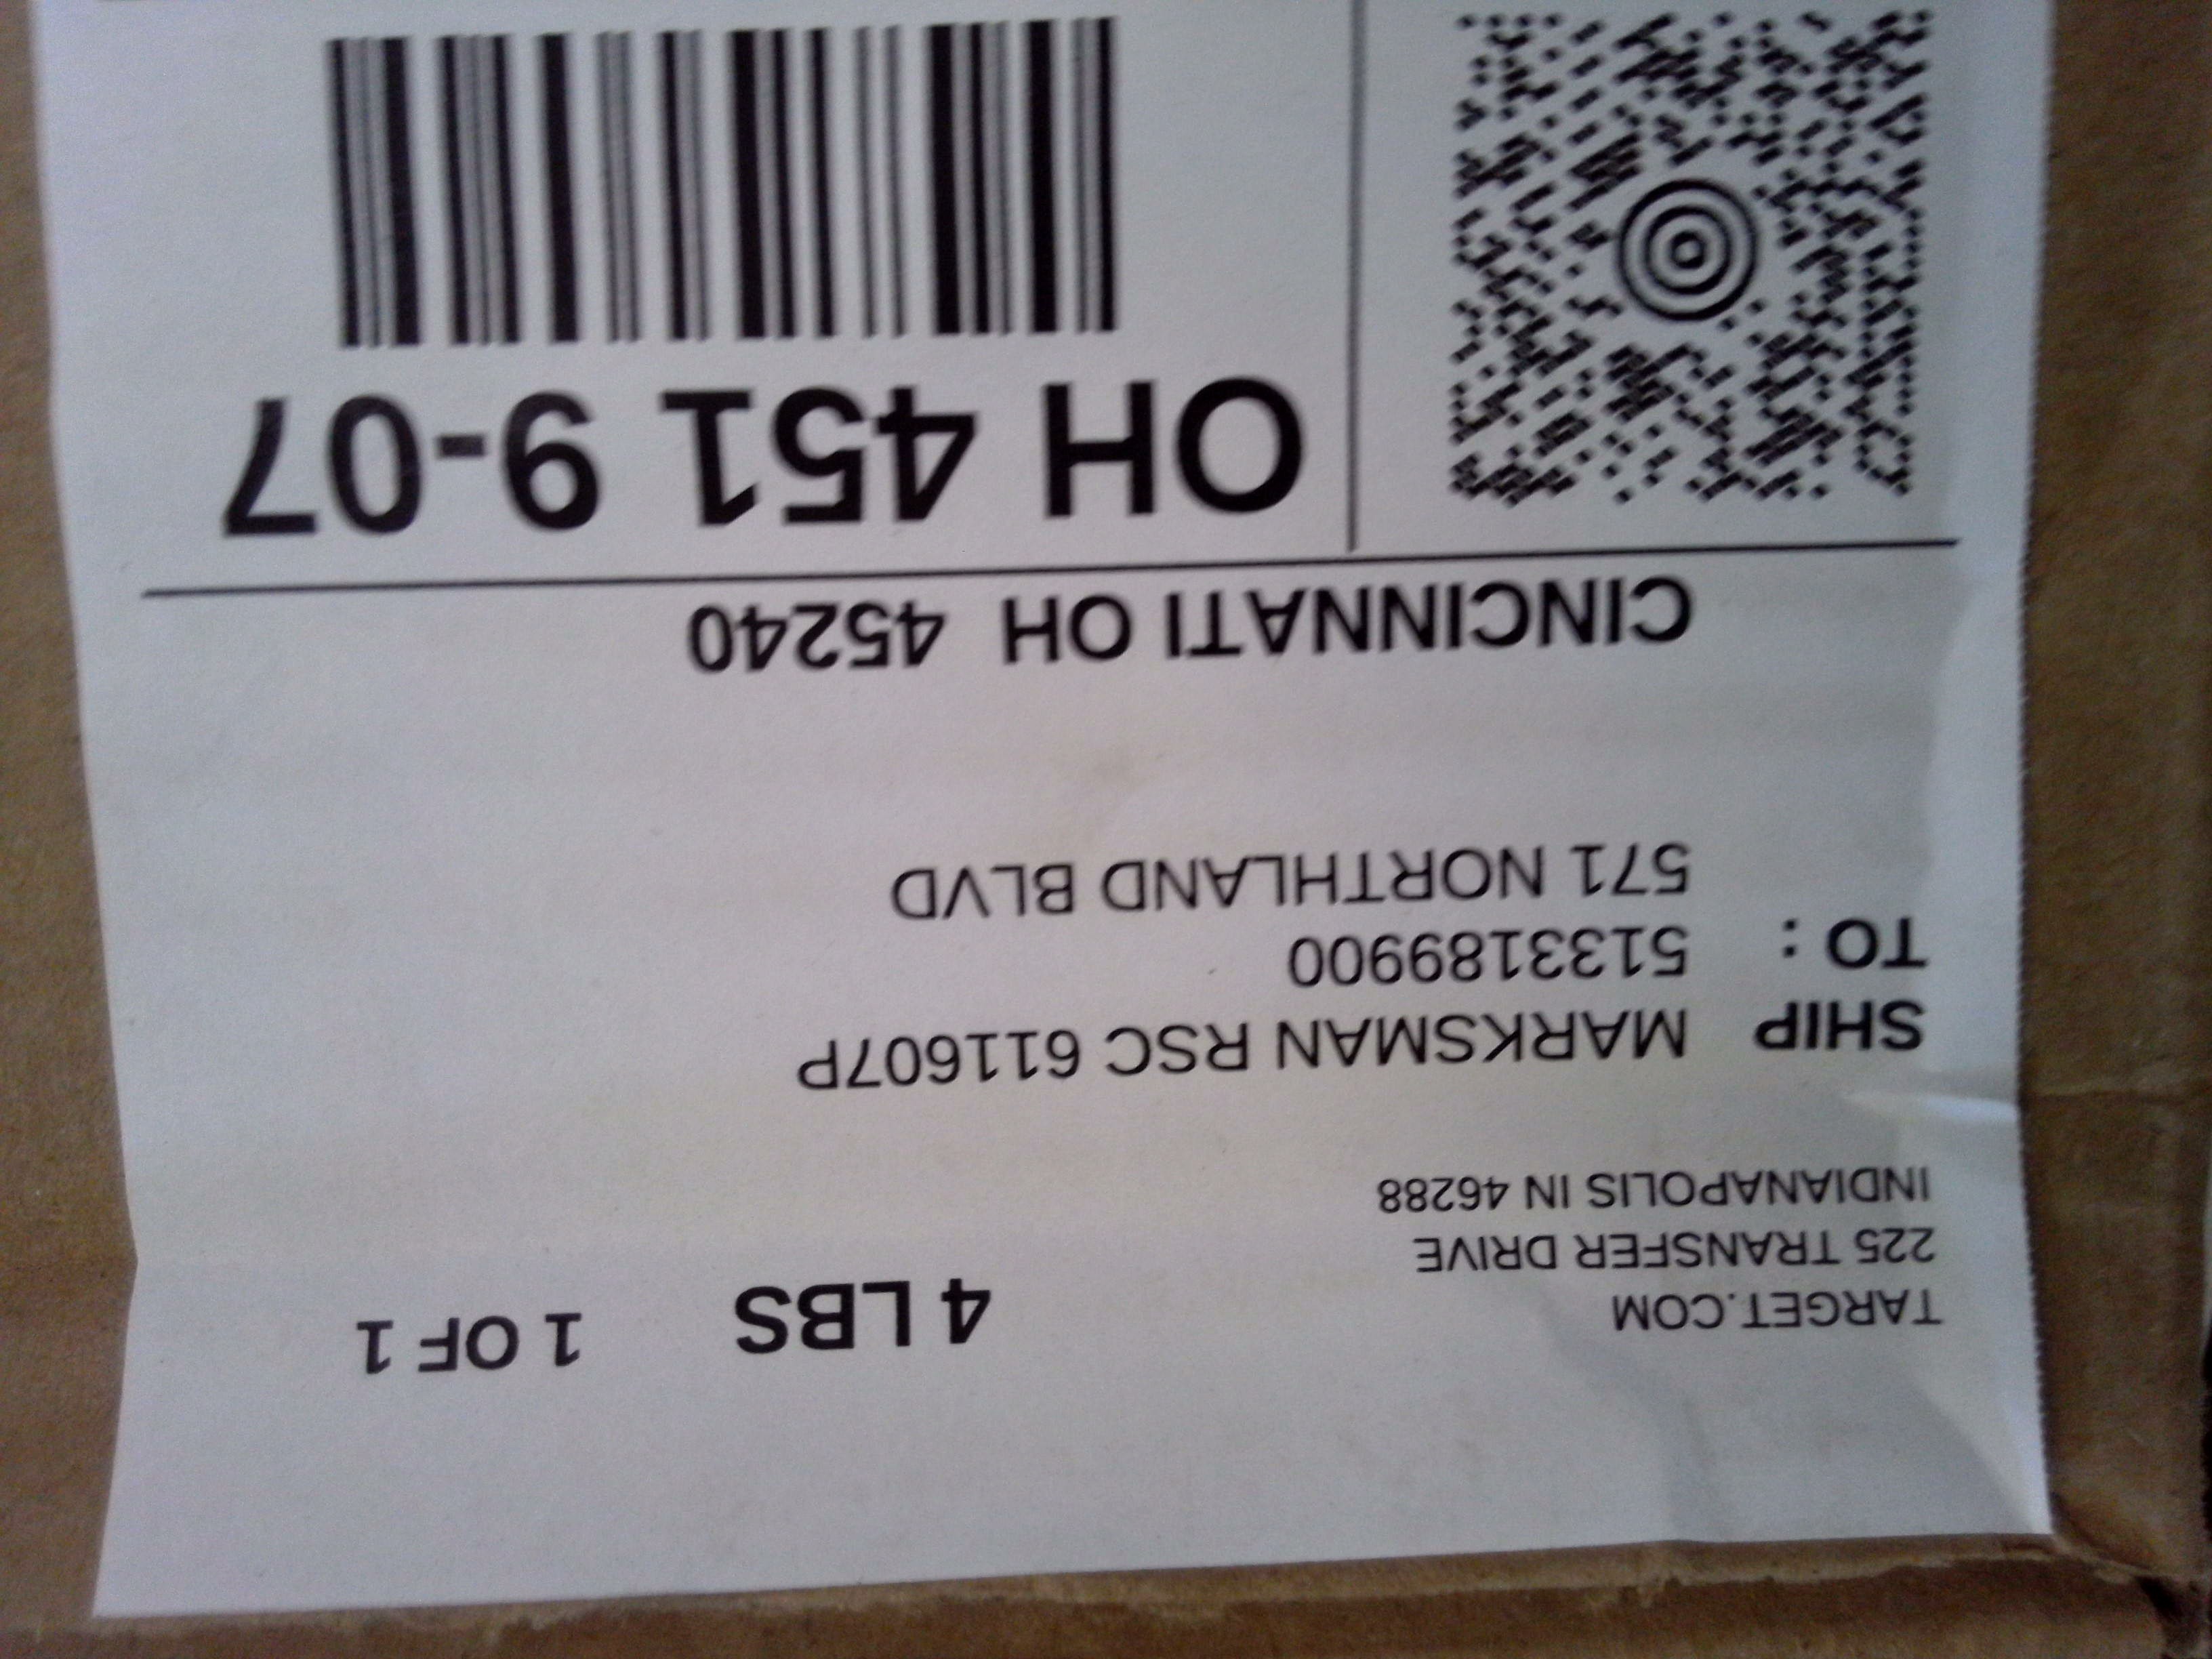 TARGET.COM
225 TRANSFER DRIVE
INDIANAPOLIS IN 46288
4 LBS
1 OF 1
SHIP
TO :
MARKSMAN RSC 611607P
5133189900
571 NORTHLAND BLVD
CINCINNATI OH 45240
OH 451 9-07